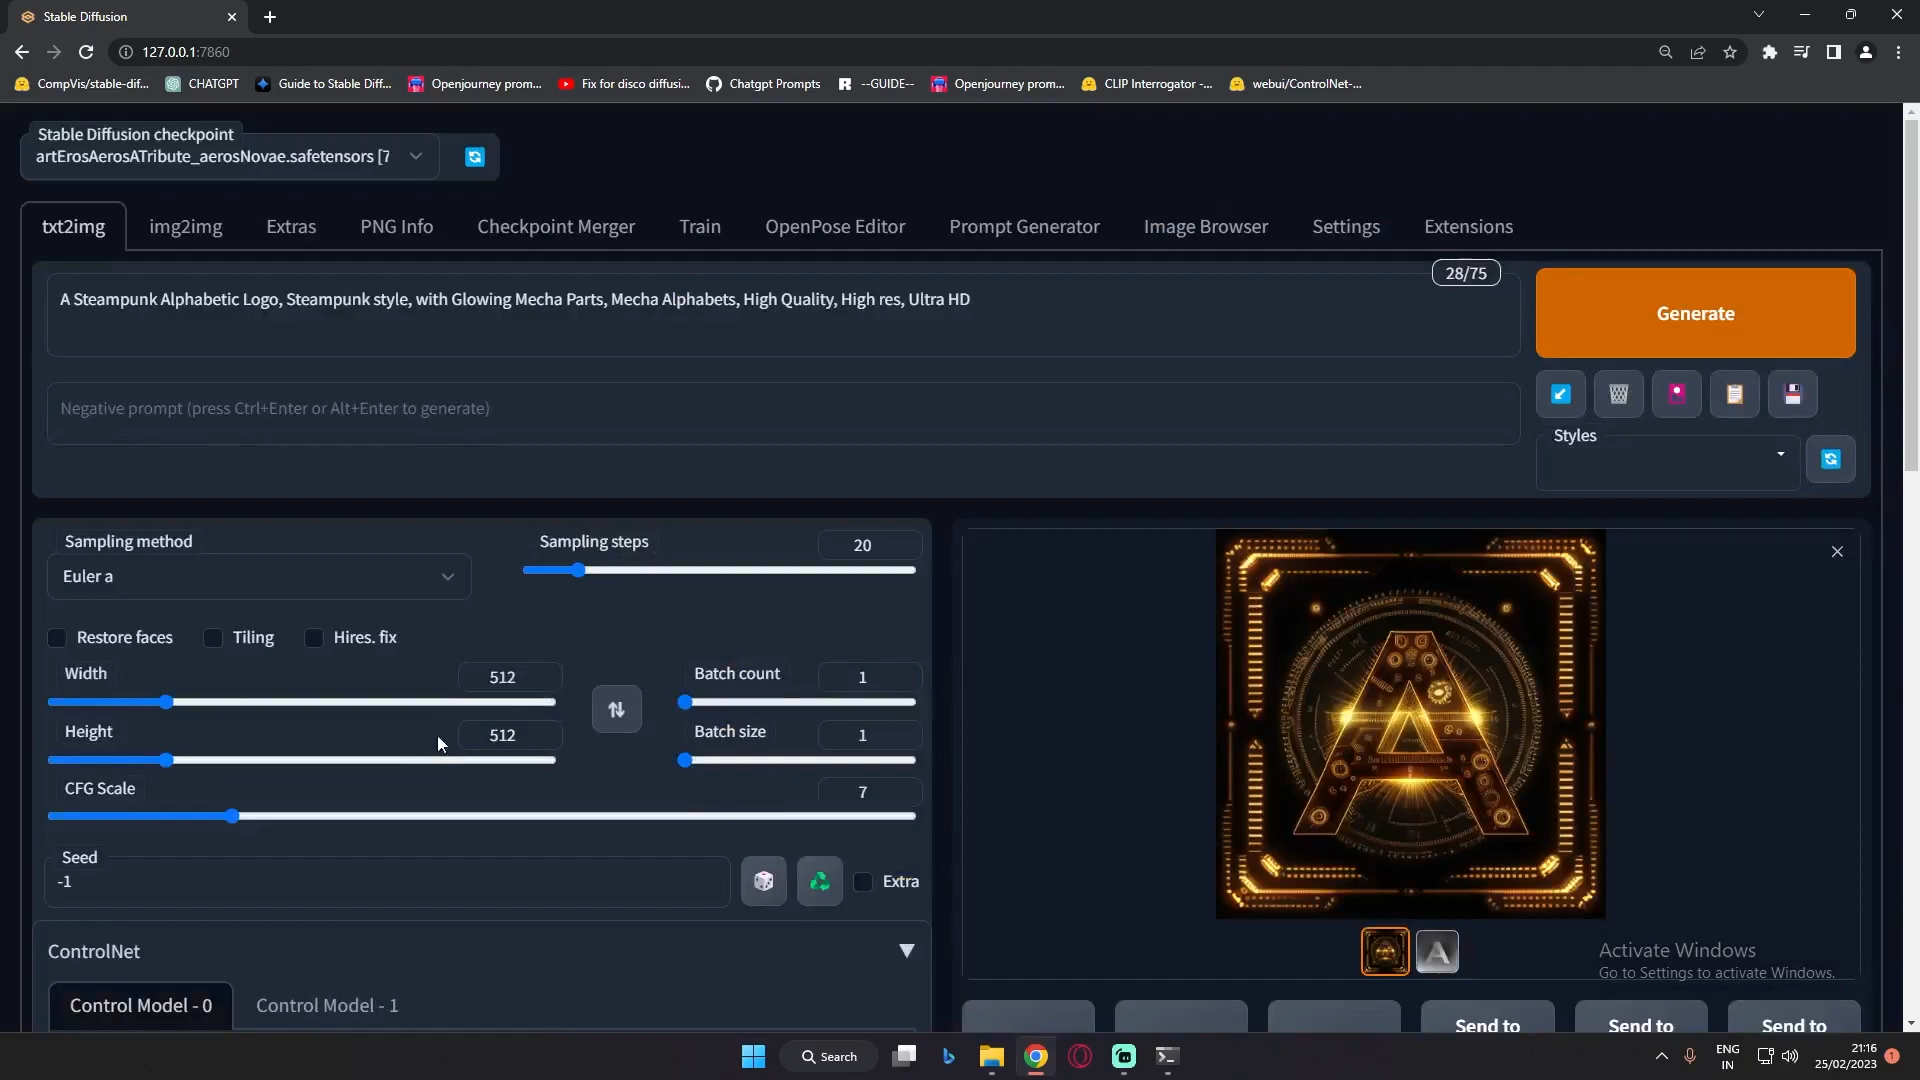 Stable Diffusion
127.0.0.1:7860
CompVis/stable-dif...
CHATGPT
Guide to Stable Diff...
Openjourney prom...
Fix for disco diffusi...
Chatgpt Prompts
--GUIDE--
Openjourney prom...
CLIP Interrogator -...
webui/ControlNet-...
Stable Diffusion checkpoint
artErosAerosATribute_aerosNovae.safetensors [7
txt2img
img2img
Extras
PNG Info
Checkpoint Merger
Train
OpenPose Editor
Prompt Generator
Image Browser
Settings
Extensions
28/75
A Steampunk Alphabetic Logo, Steampunk style, with Glowing Mecha Parts, Mecha Alphabets, High Quality, High res, Ultra HD
Generate
Negative prompt (press Ctrl+Enter or Alt+Enter to generate)
Styles
Sampling method
Euler a
Sampling steps
20
Restore faces
Tiling
Hires. fix
Width
512
Batch count
1
Height
512
Batch size
1
CFG Scale
7
Seed
-1
Extra
A
A
ControlNet
Control Model - 0
Control Model - 1
Activate Windows
Go to Settings to activate Windows.
Send to
Send to
Send to
Search
ENG
IN
21:16
25/02/2023
1